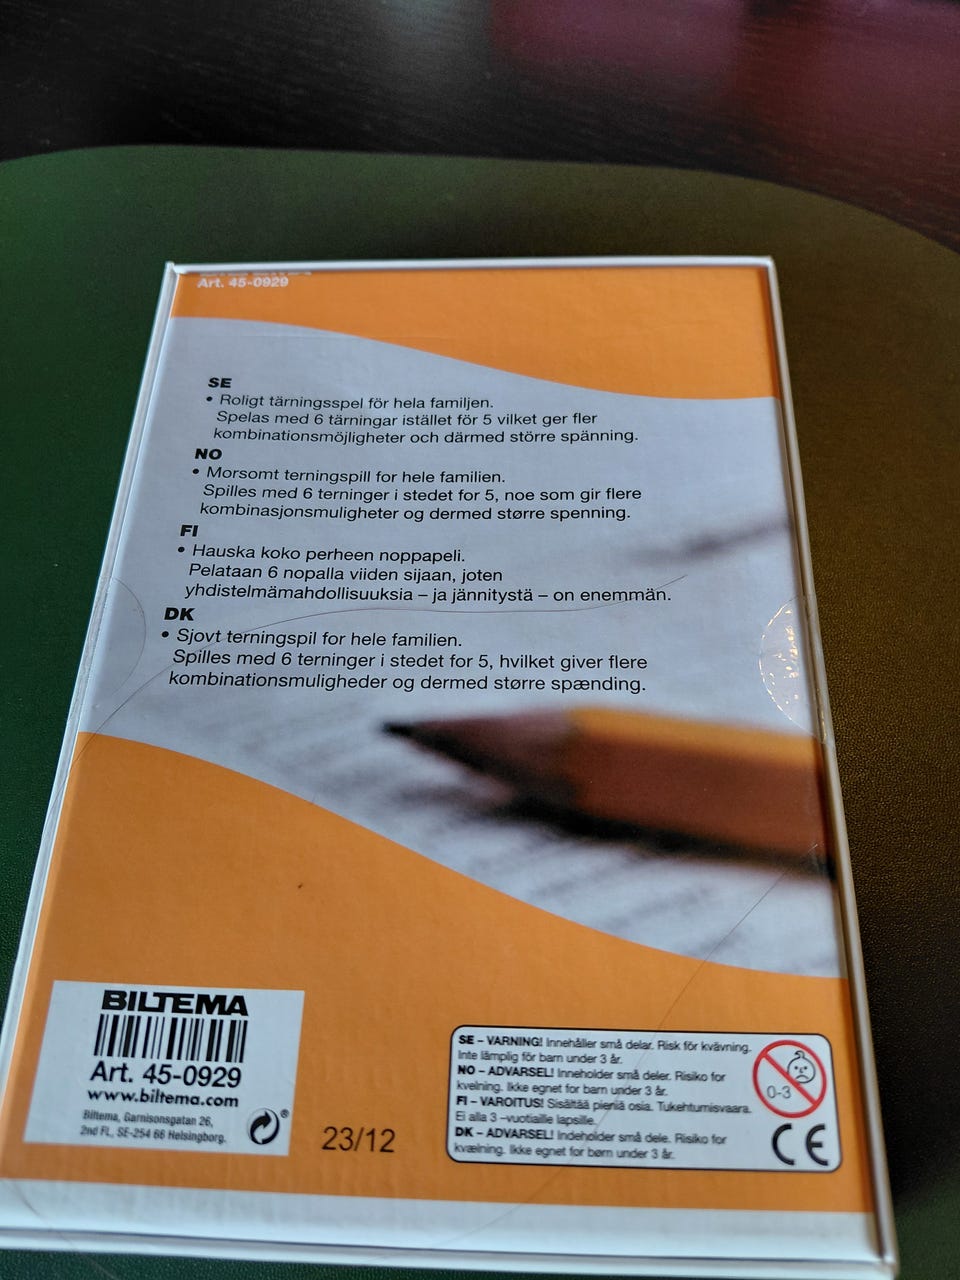 Art. 45-0929
SE
• Roligt tärningsspel för hela familjen.
Spelas med 6 tärningar istället för 5 vilket ger fler
kombinationsmöjligheter och därmed större spänning.
NO
• Morsomt terningspill for hele familien.
Spilles med 6 terninger i stedet for 5, noe som gir flere
kombinasjonsmuligheter og dermed større spenning.
FI
• Hauska koko perheen noppapeli.
Pelataan 6 nopalla viiden sijaan, joten
yhdistelmämahdollisuuksia – ja jännitystä – on enemmän.
DK
• Sjovt terningspil for hele familien.
Spilles med 6 terninger i stedet for 5, hvilket giver flere
kombinationsmuligheder og dermed større spænding.
BILTEMA
Art. 45-0929
www.biltema.com
Biltema, Garnisonsgatan 26,
2nd FL, SE-254 66 Helsingborg.
®
23/12
SE – VARNING! Innehåller små delar. Risk för kvävning.
Inte lämplig för barn under 3 år.
NO – ADVARSEL! Inneholder små deler. Risiko for
kvelning. Ikke egnet for barn under 3 år.
FI – VAROITUS! Sisältää pieniä osia. Tukehtumisvaara.
Ei alla 3 –vuotiaille lapsille.
DK – ADVARSEL! Indeholder små dele. Risiko for
kvælning. Ikke egnet for børn under 3 år.
0-3
CE